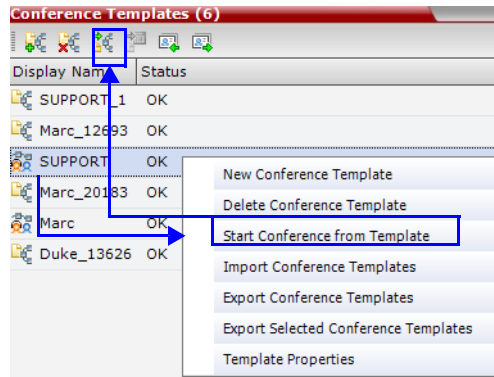 Conference Templates (6)
Display Name Status
SUPPORT_1 OK
Marc_12693 OK
SUPPORT OK
Marc_20183 OK
Marc OK
Duke_13626 OK
New Conference Template
Delete Conference Template
Start Conference from Template
Import Conference Templates
Export Conference Templates
Export Selected Conference Templates
Template Properties